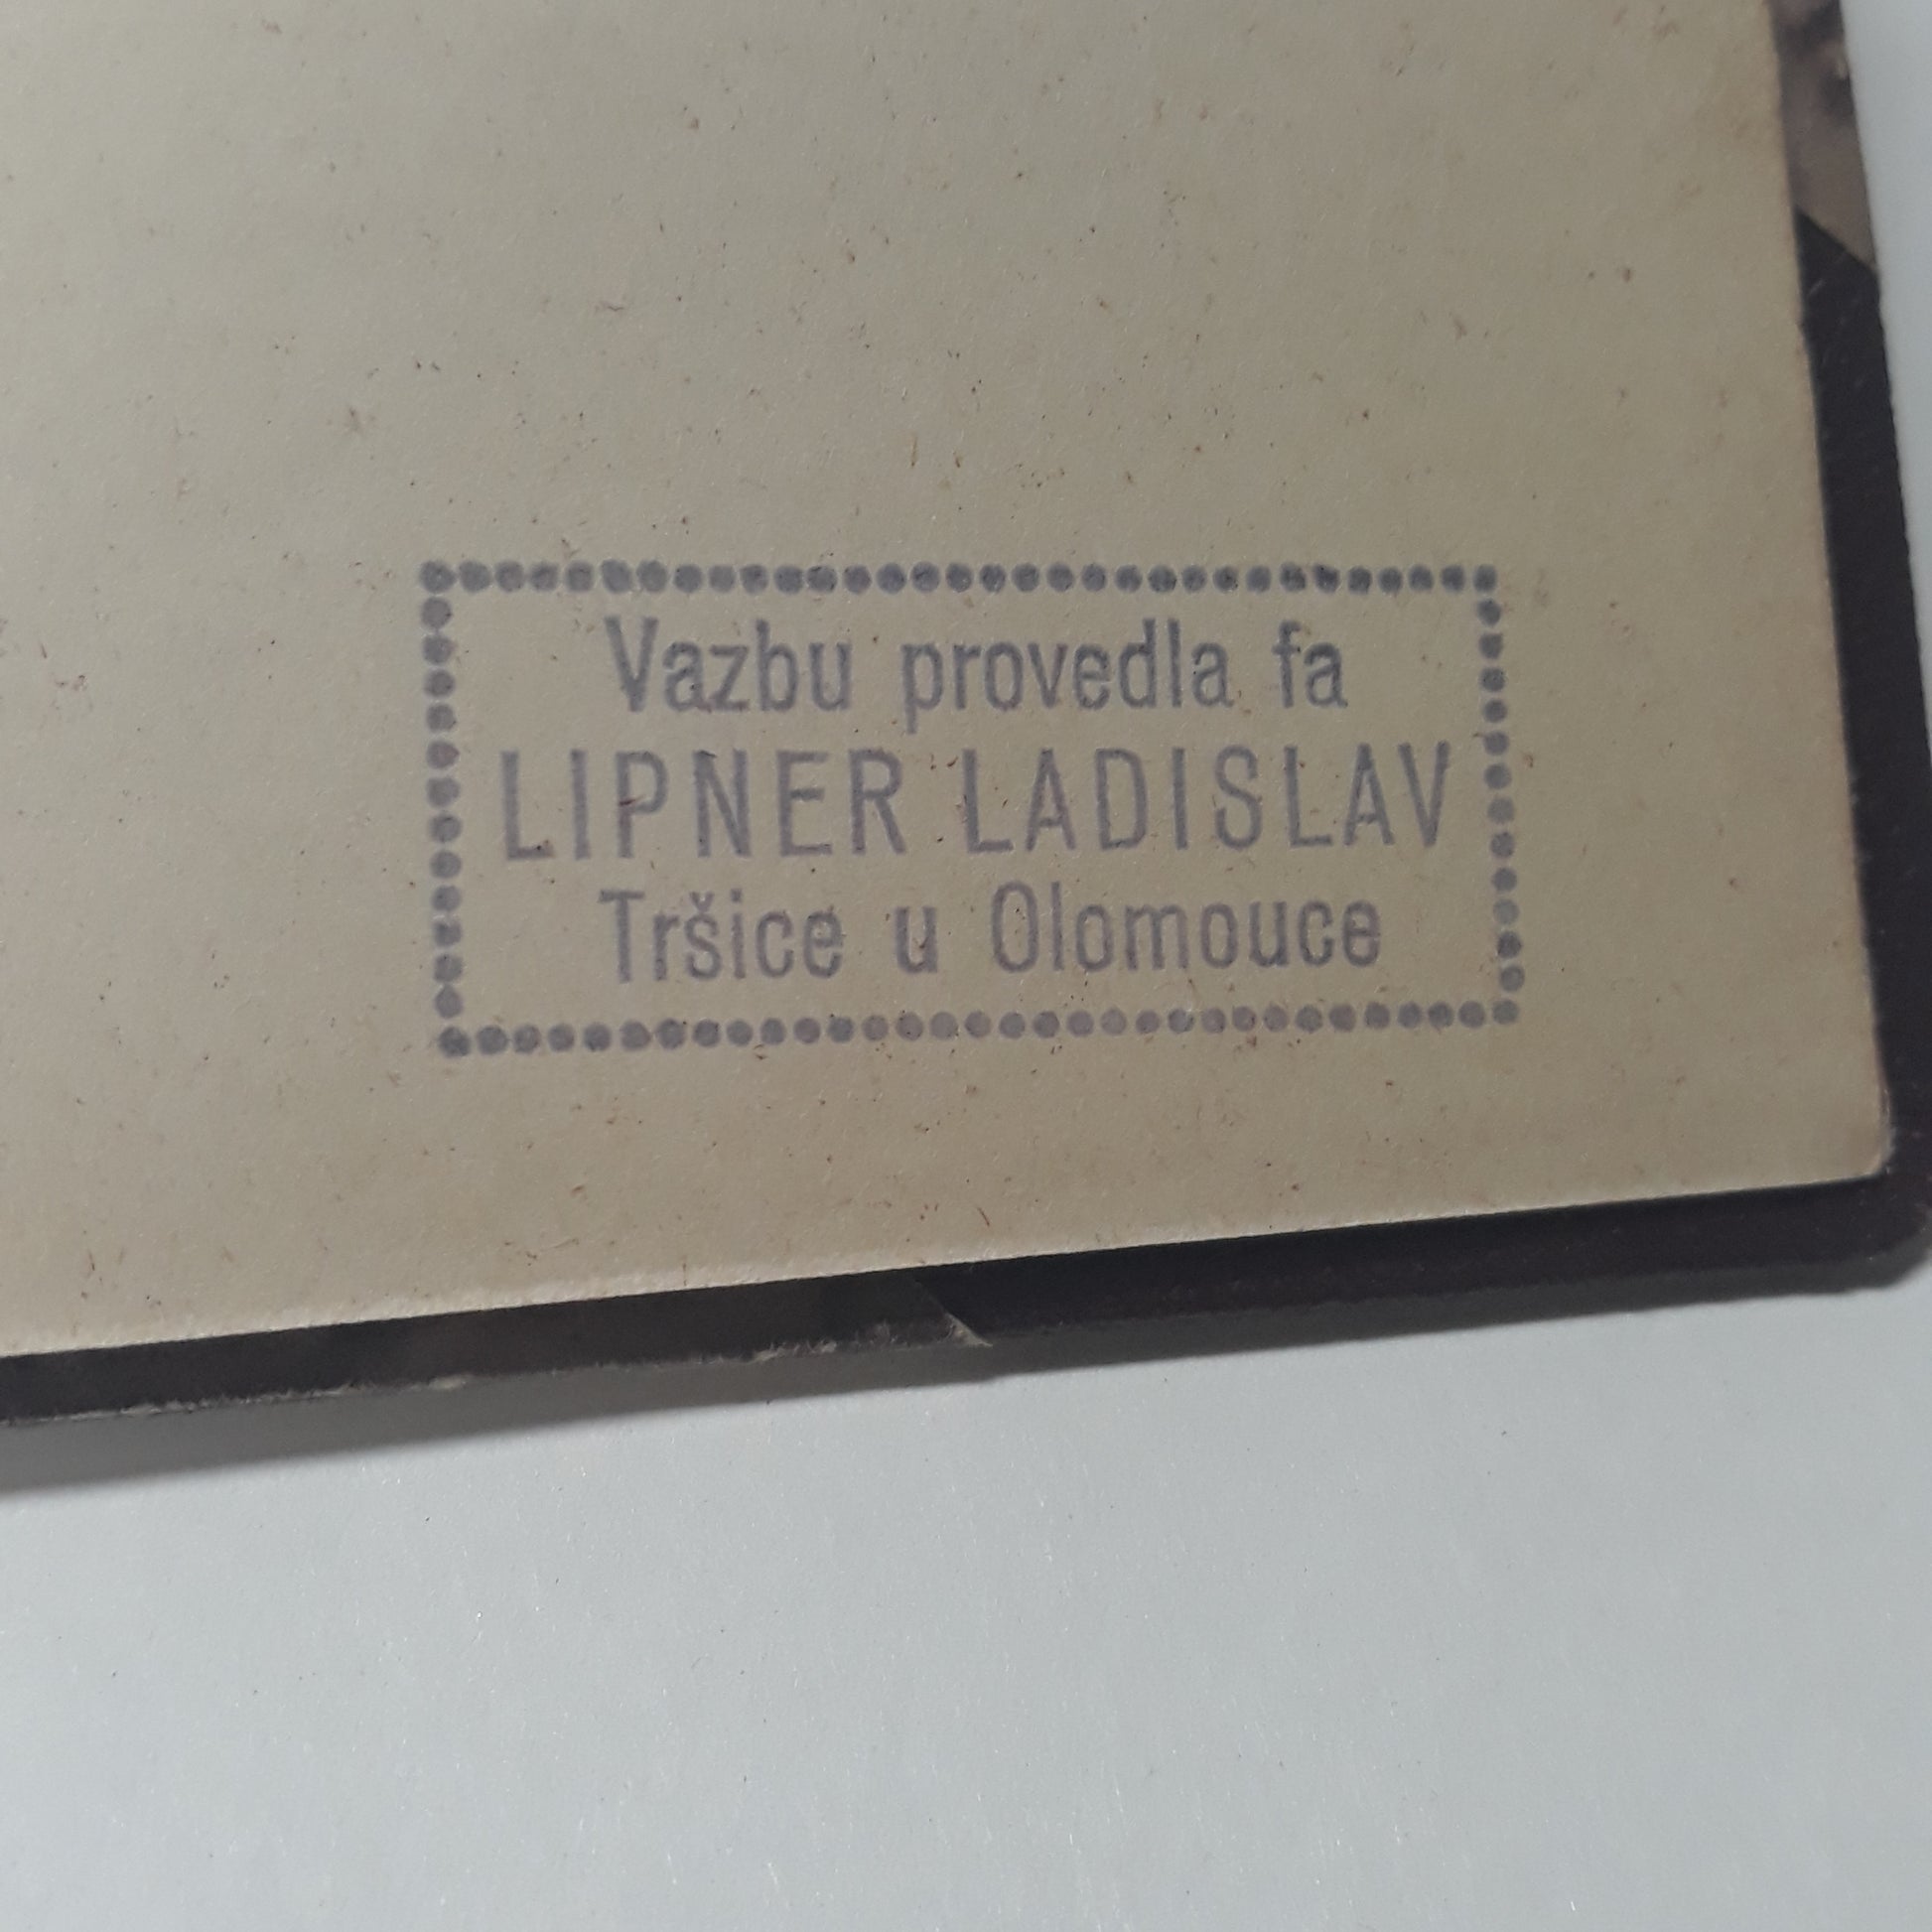 Vazbu provedla fa
LIPNER LADISLAV
Tršice u Olomouce